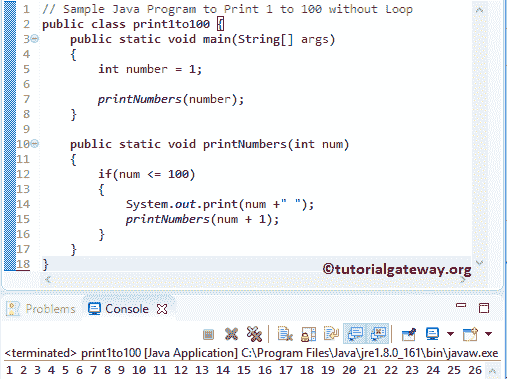 1 // Sample Java Program to Print 1 to 100 without Loop
2 public class print1to100 {
3 public static void main(String[] args)
4 {
5 int number = 1;
6
7 printNumbers(number);
8 }
9
10 public static void printNumbers(int num)
11 {
12 if(num <= 100)
13 {
14 System.out.print(num +" ");
15 printNumbers(num + 1);
16 }
17 }
18 }
©tutorialgateway.org
Problems Console
<terminated> print1to100 [Java Application] C:\Program Files\Java\jre1.8.0_161\bin\javaw.exe
1 2 3 4 5 6 7 8 9 10 11 12 13 14 15 16 17 18 19 20 21 22 23 24 25 26